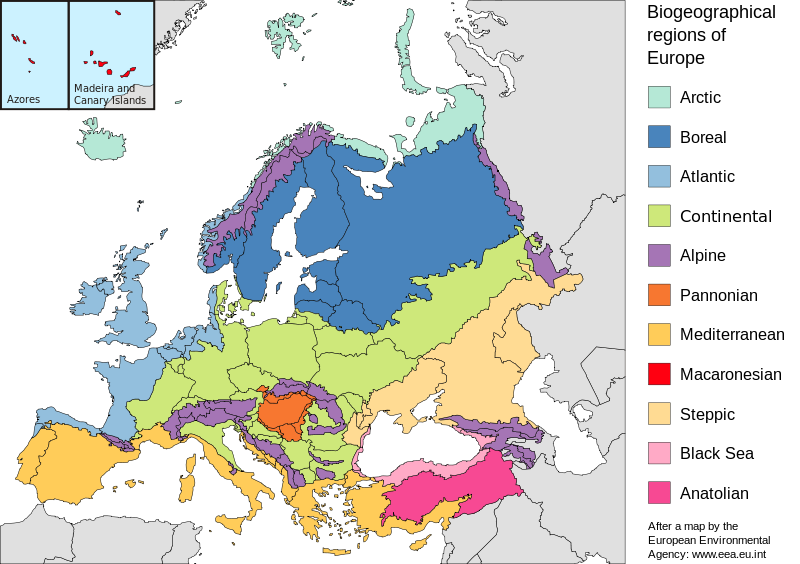 Azores
Madeira and
Canary Islands
Biogeographical
regions of
Europe
Arctic
Boreal
Atlantic
Continental
Alpine
Pannonian
Mediterranean
Macaronesian
Steppic
Black Sea
Anatolian
After a map by the
European Environmental
Agency: www.eea.eu.int